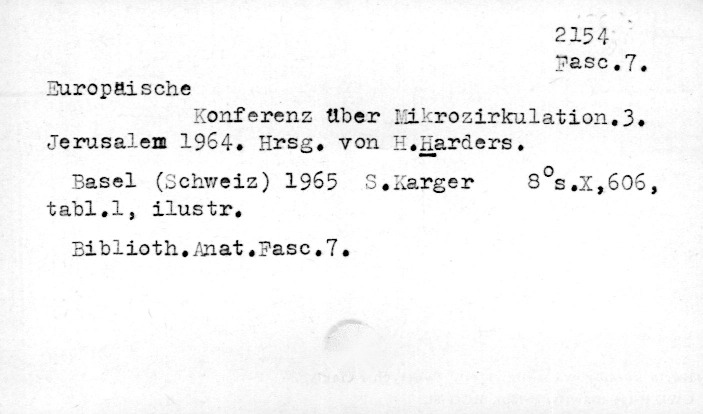 2154
Fasc.7.
Europäische
Konferenz über Mikrozirkulation.3.
Jerusalem 1964. Hrsg. von H.Harders.
Basel (Schweiz) 1965 S.Karger 8°s.X,606,
tabl.1, ilustr.
Biblioth.Anat.Fasc.7.